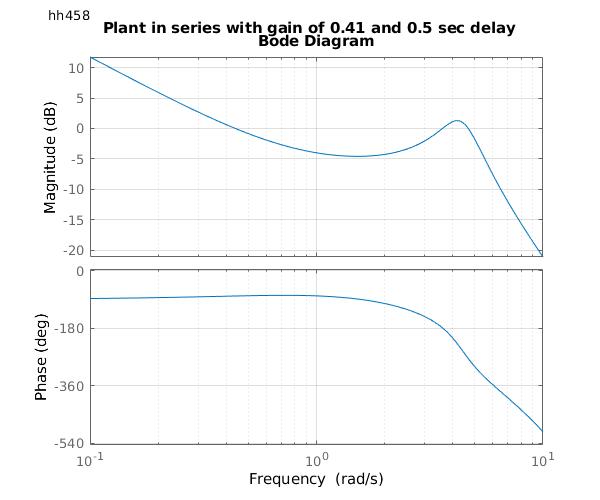 hh458
Plant in series with gain of 0.41 and 0.5 sec delay
Bode Diagram
Magnitude (dB)
10
5
0
-5
-10
-15
-20
Phase (deg)
0
-180
-360
-540
10^-1
10^0
10^1
Frequency (rad/s)